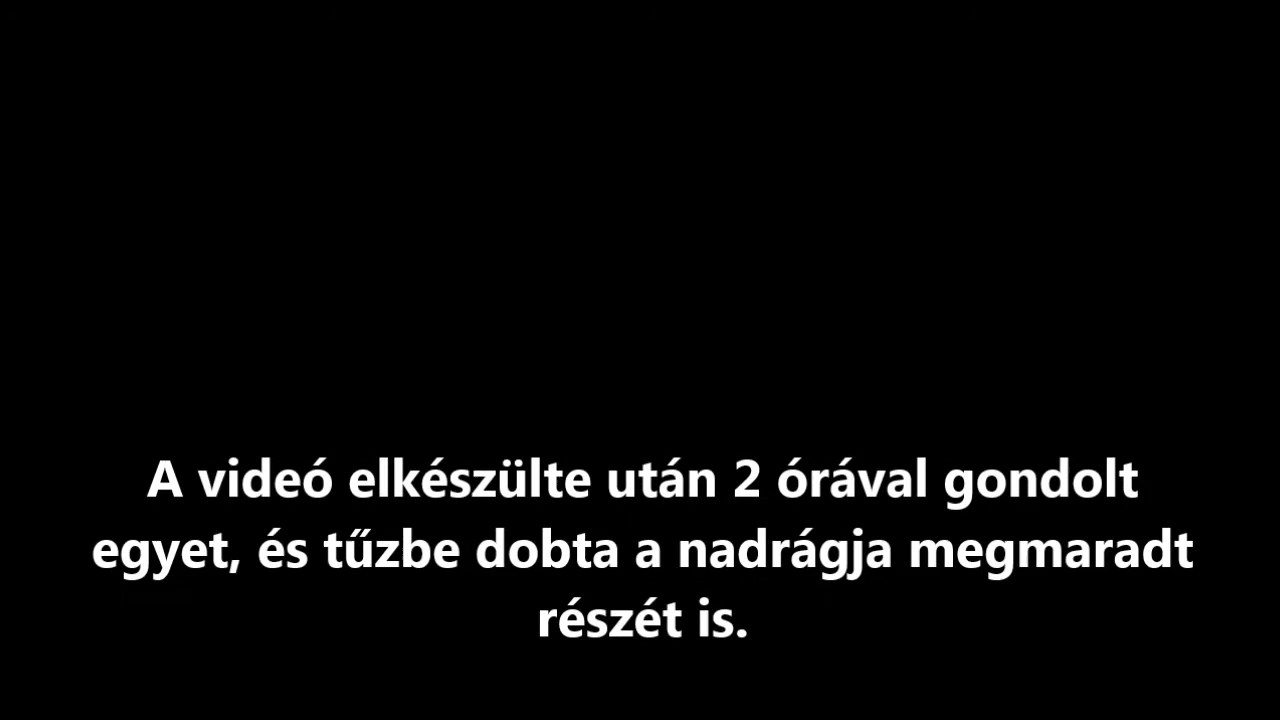 A videó elkészülte után 2 órával gondolt
egyet, és tűzbe dobta a nadrágja megmaradt
részét is.